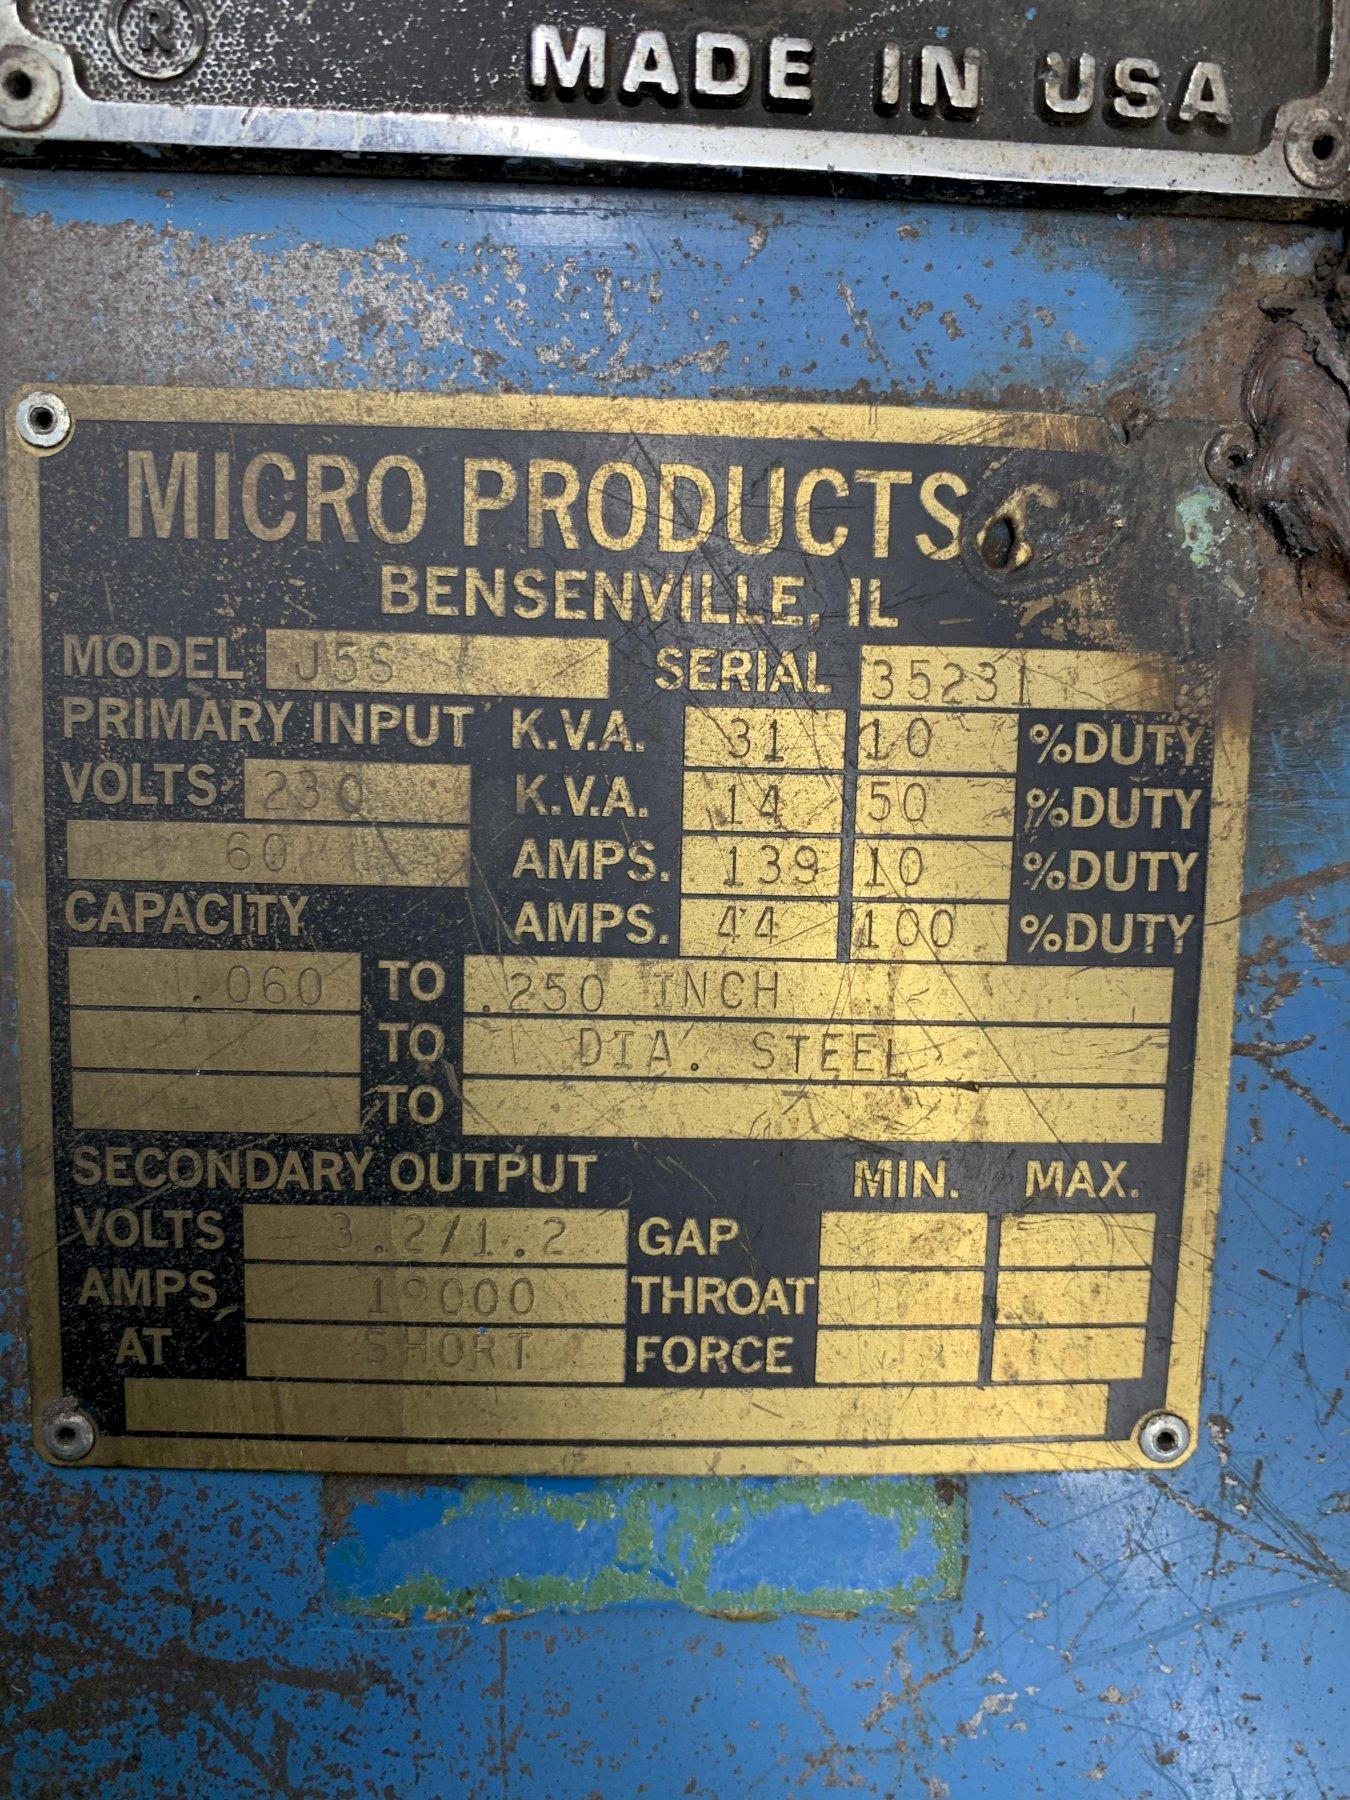 ®
MADE IN USA
MICRO PRODUCTS
BENSENVILLE, IL
MODEL J5S SERIAL 35231
PRIMARY INPUT K.V.A. 31 10 %DUTY
VOLTS 230 K.V.A. 14 50 %DUTY
60 AMPS. 139 10 %DUTY
CAPACITY AMPS. 44 100 %DUTY
.060 TO .250 INCH
TO DIA. STEEL
TO
SECONDARY OUTPUT MIN. MAX.
VOLTS 3.2/1.2 GAP
AMPS 19000 THROAT
AT SHORT FORCE